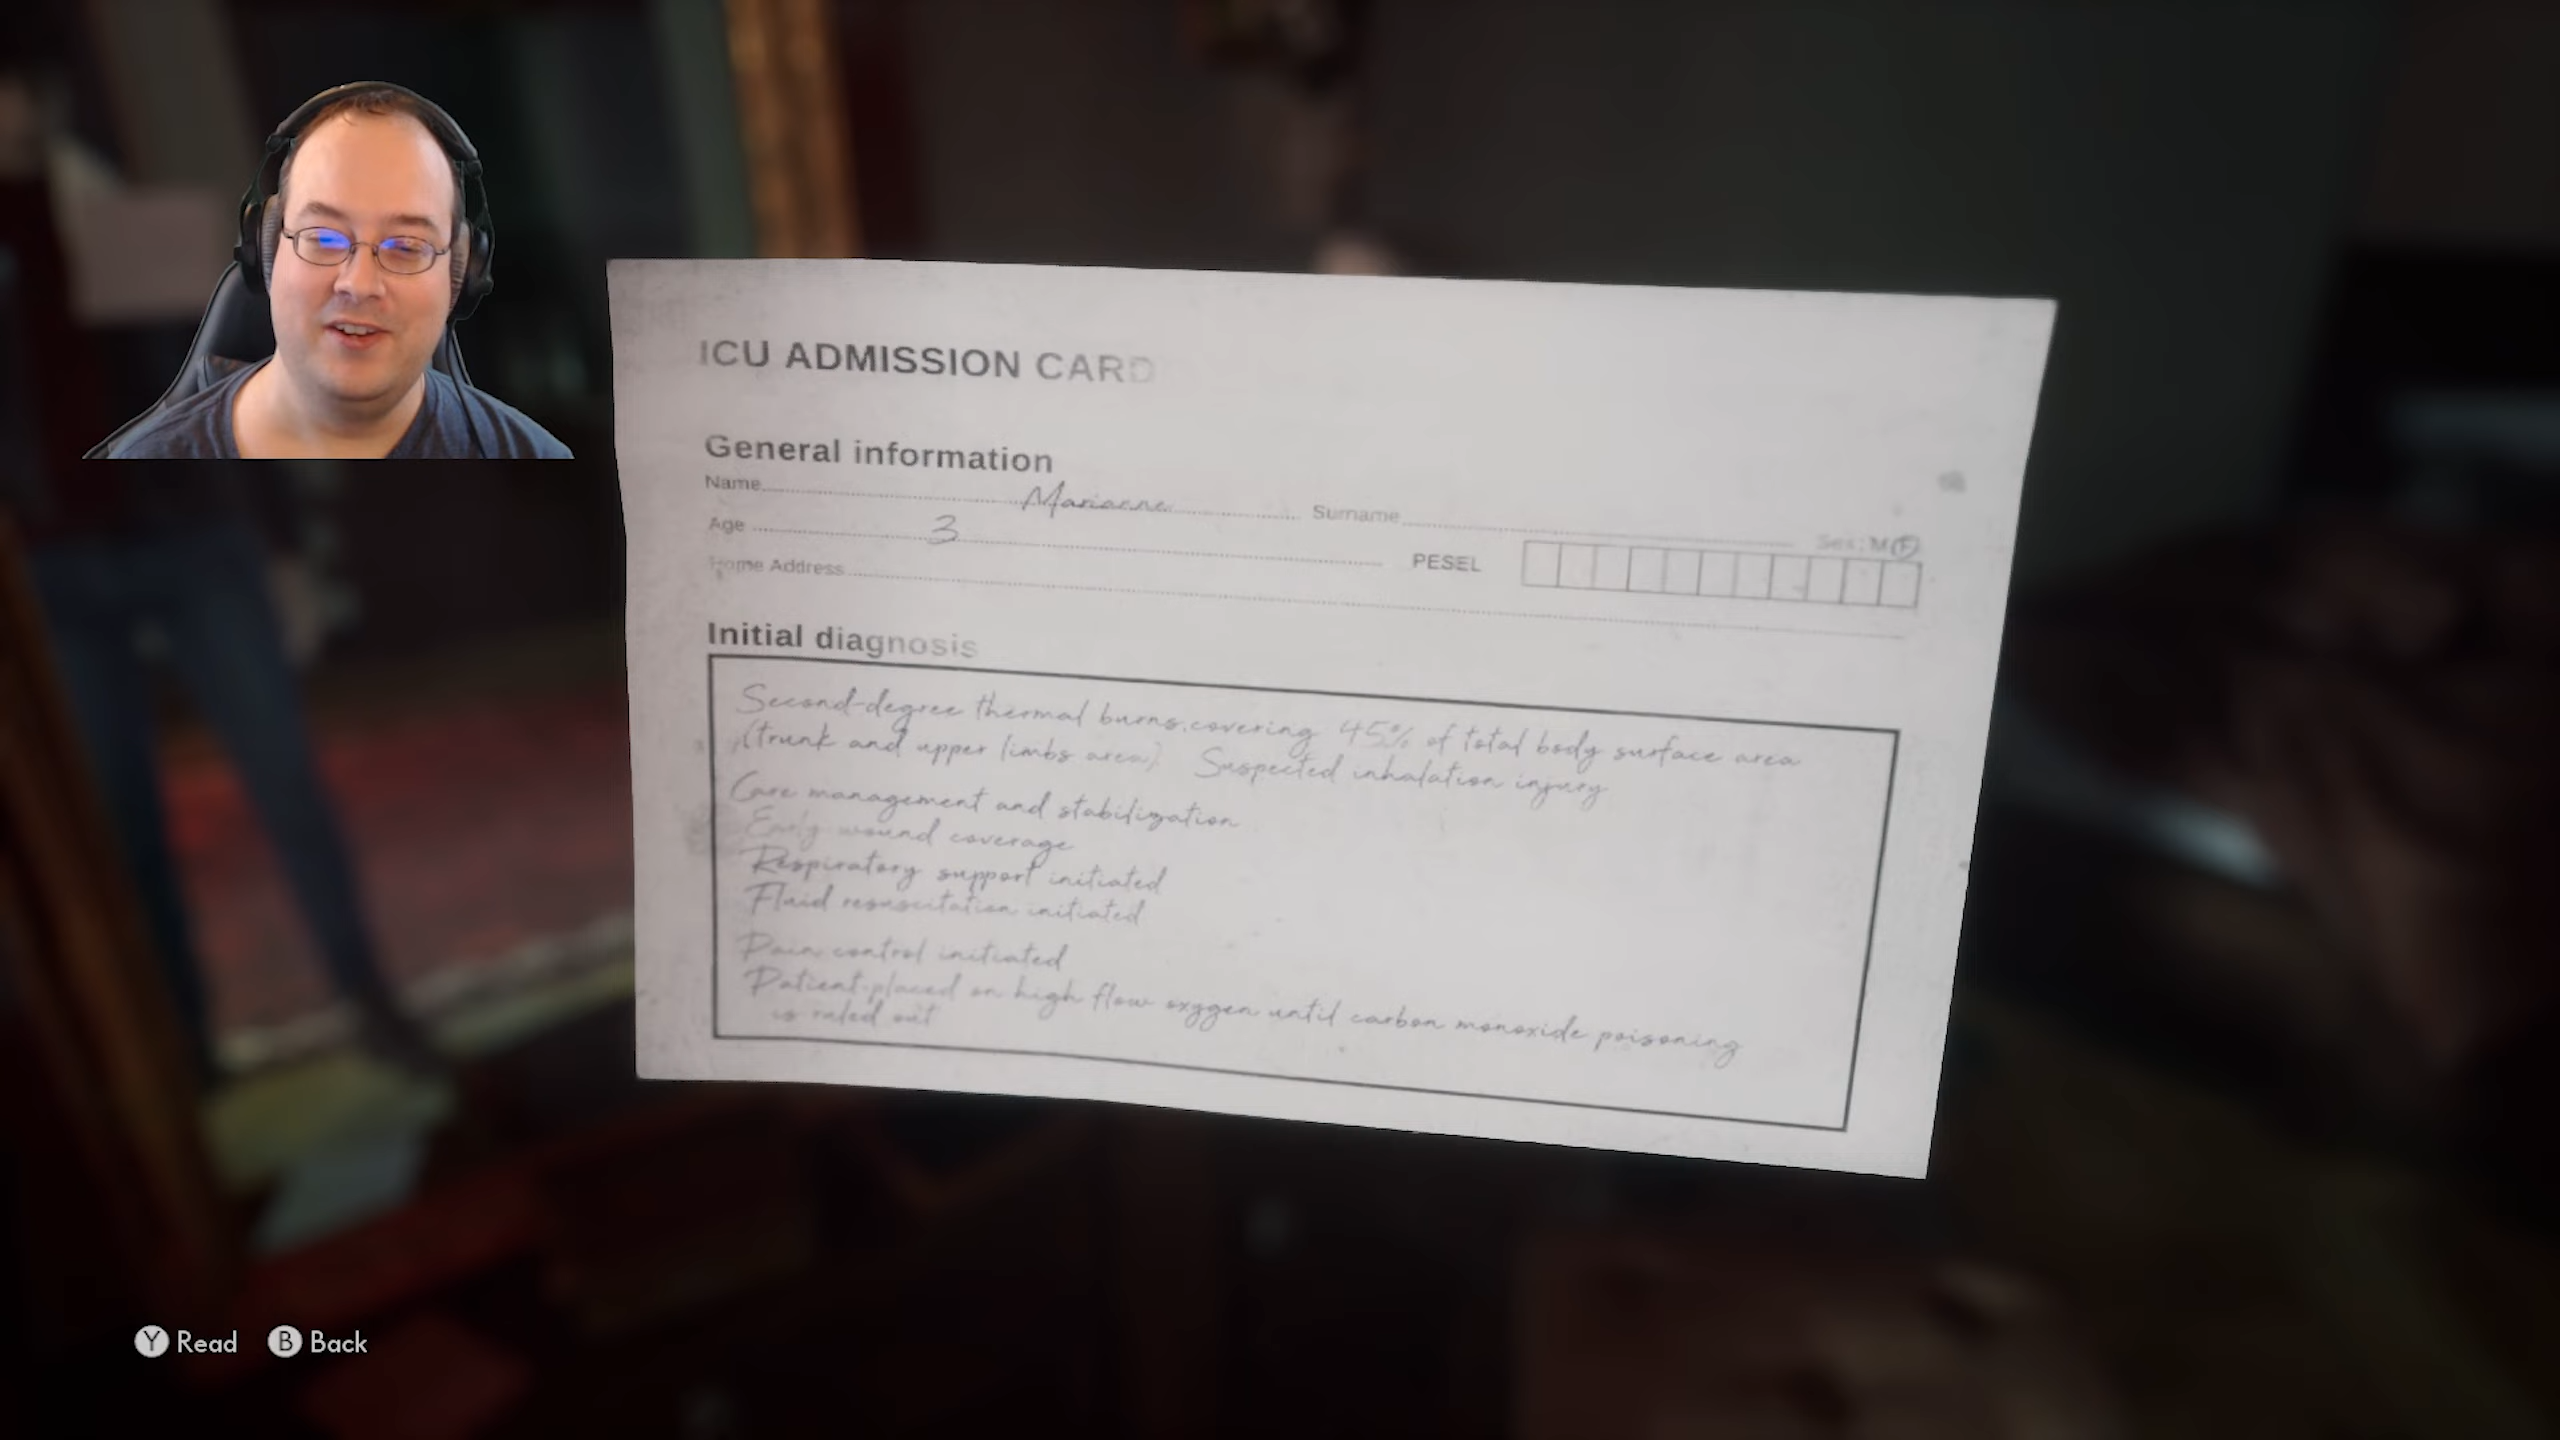 ICU ADMISSION CARD
General information
Name Marianne Surname
Sex: M F
Age 3 PESEL
Home Address
Initial diagnosis
Second-degree thermal burns, covering 45% of total body surface area
(trunk and upper limbs area) Suspected inhalation injury
Care management and stabilization
Early wound coverage
Respiratory support initiated
Fluid resuscitation initiated
Pain control initiated
Patient placed on high flow oxygen until carbon monoxide poisoning
is ruled out
Y Read B Back